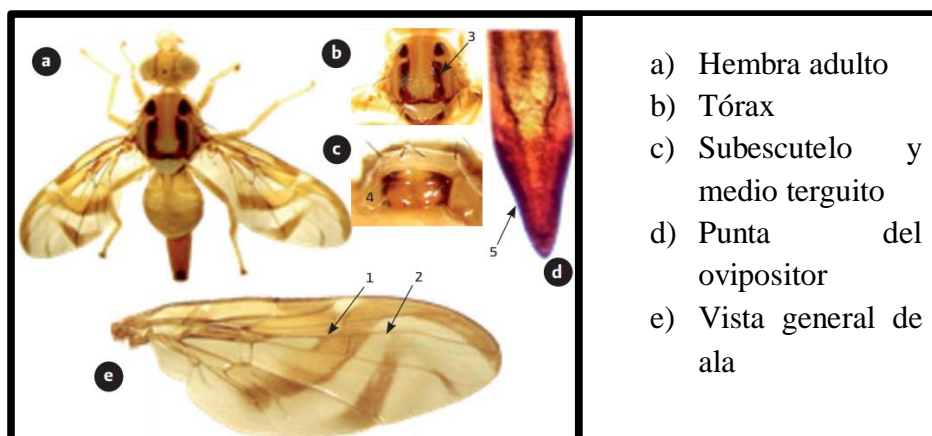 a
b
3
c
4
5
d
1
2
e
a) Hembra adulto
b) Tórax
c) Subescutelo y
medio terguito
d) Punta del
ovipositor
e) Vista general de
ala